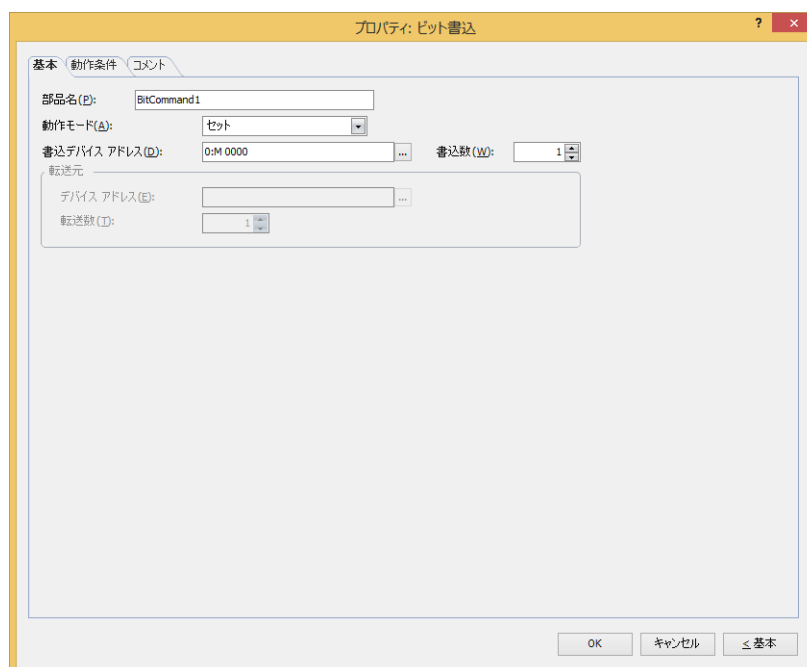 プロパティ: ビット書込
?
×
基本 動作条件 コメント
部品名(P): BitCommand1
動作モード(A): セット
書込デバイス アドレス(D): 0:M 0000 ... 書込数(W): 1
転送元
デバイス アドレス(E): ...
転送数(T): 1
OK キャンセル < 基本